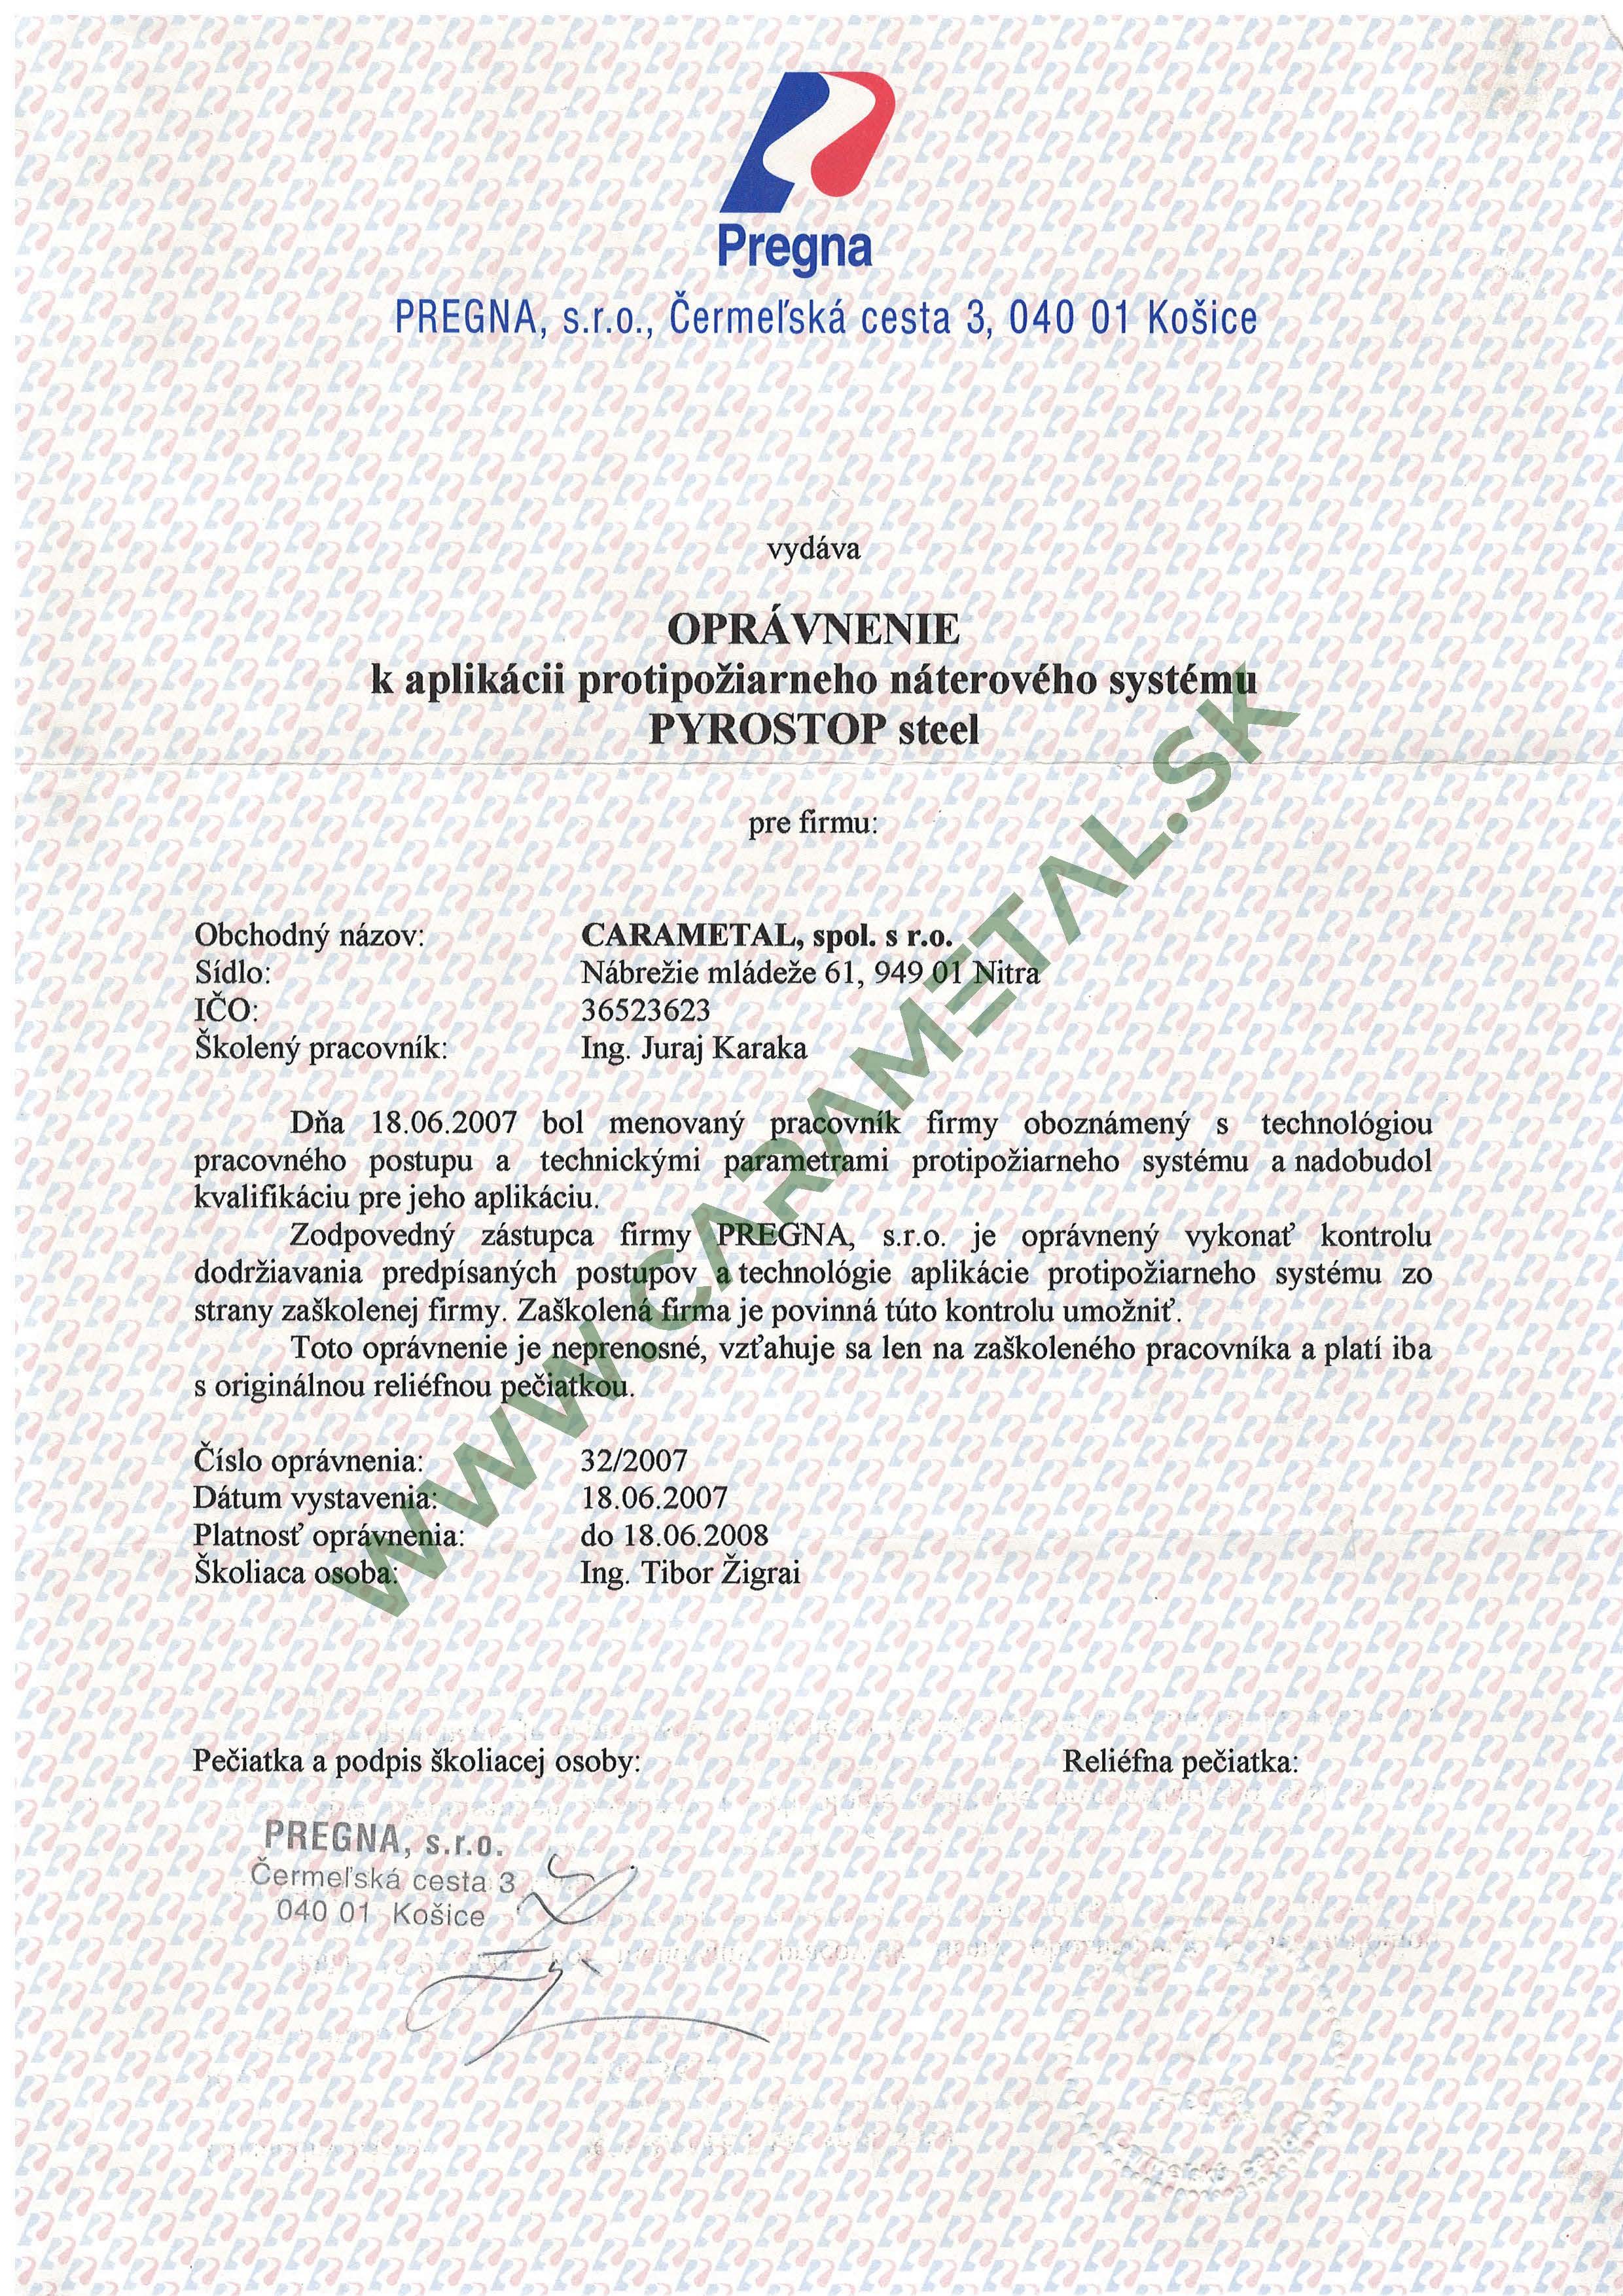 Pregna
PREGNA, s.r.o., Čermeľská cesta 3, 040 01 Košice
vydáva
OPRÁVNENIE
k aplikácii protipožiarneho náterového systému
PYROSTOP steel
pre firmu:
Obchodný názov: CARAMETAL, spol. s r.o.
Sídlo: Nábrežie mládeže 61, 949 01 Nitra
IČO: 36523623
Školený pracovník: Ing. Juraj Karaka
Dňa 18.06.2007 bol menovaný pracovník firmy oboznámený s technológiou
pracovného postupu a technickými parametrami protipožiarneho systému a nadobudol
kvalifikáciu pre jeho aplikáciu.
Zodpovedný zástupca firmy PREGNA, s.r.o. je oprávnený vykonať kontrolu
dodržiavania predpísaných postupov a technológie aplikácie protipožiarneho systému zo
strany zaškolenej firmy. Zaškolená firma je povinná túto kontrolu umožniť.
Toto oprávnenie je neprenosné, vzťahuje sa len na zaškoleného pracovníka a platí iba
s originálnou reliéfnou pečiatkou.
Číslo oprávnenia: 32/2007
Dátum vystavenia: 18.06.2007
Platnosť oprávnenia: do 18.06.2008
Školiaca osoba: Ing. Tibor Žigrai
Pečiatka a podpis školiacej osoby: Reliéfna pečiatka:
PREGNA, s.r.o.
Čermeľská cesta 3
040 01 Košice
WWW.CARAMETAL.SK